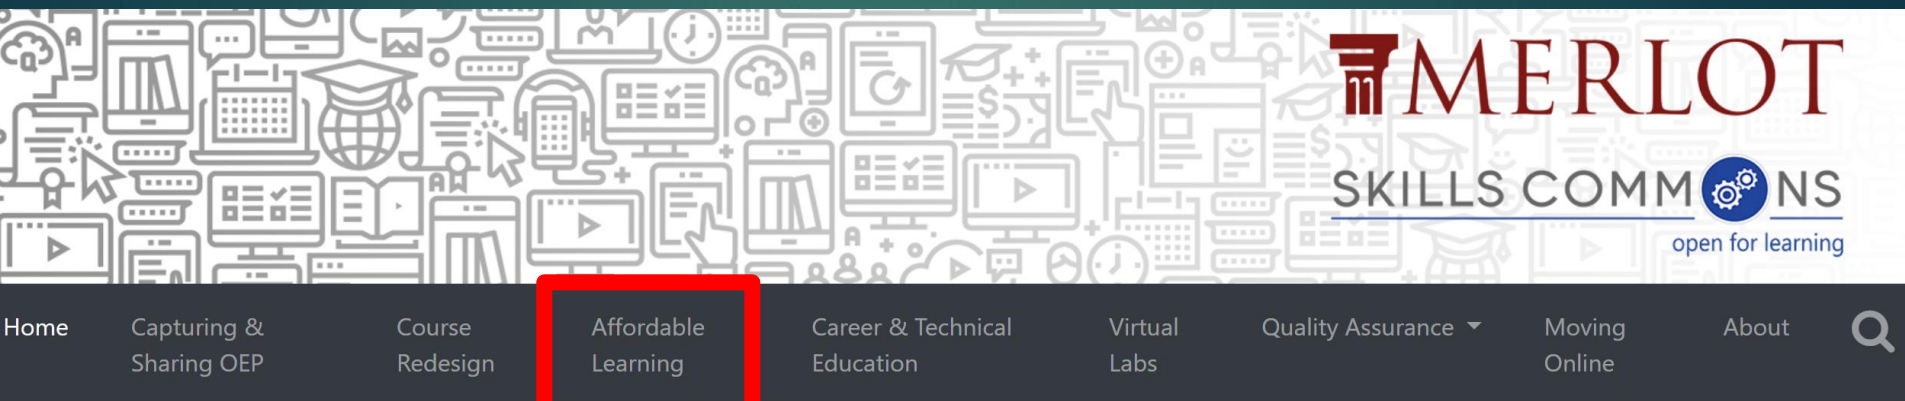 MERLOT
SKILLS COMMONS
open for learning
Home
Capturing &
Sharing OEP
Course
Redesign
Affordable
Learning
Career & Technical
Education
Virtual
Labs
Quality Assurance
Moving
Online
About